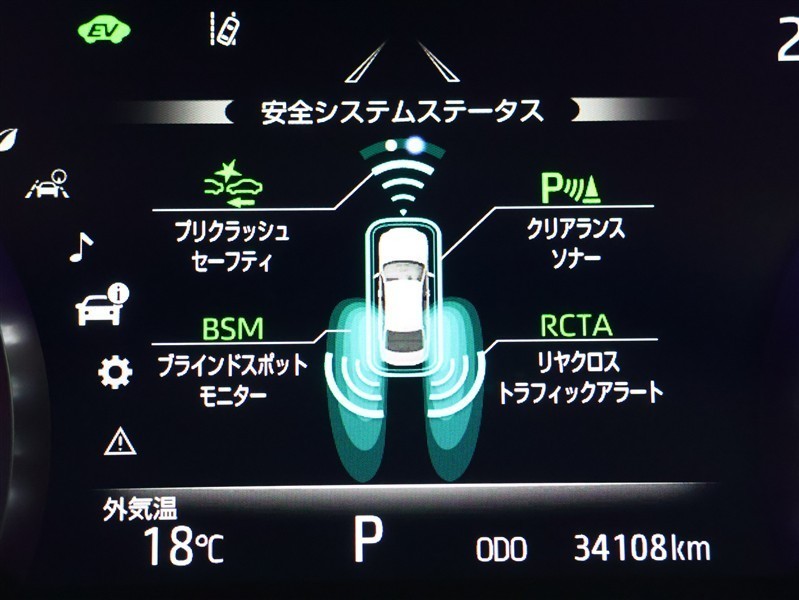 EV
2
安全システムステータス
P
プリクラッシュ
セーフティ
クリアランス
ソナー
BSM
RCTA
ブラインドスポット
モニター
リヤクロス
トラフィックアラート
i
外気温
18℃
P
ODO
34108km